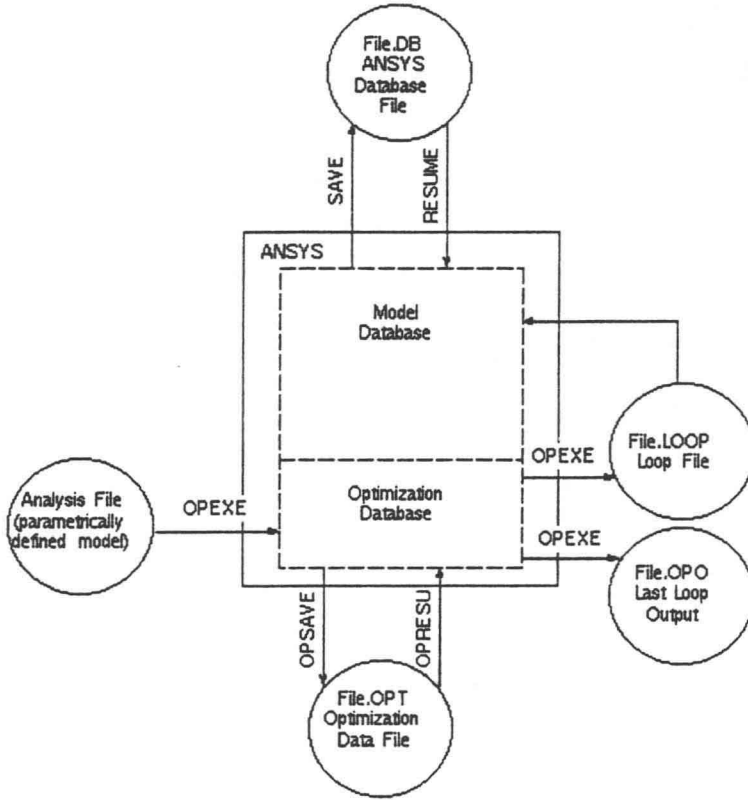 File.DB
ANSYS
Database
File
SAVE
RESUME
ANSYS
Model
Database
File.LOOP
Loop File
OPEXE
Analysis File
(parametrically
defined model)
OPEXE
Optimization
Database
OPEXE
File.OPO
Last Loop
Output
OPSAVE
OPRESU
File.OPT
Optimization
Data File